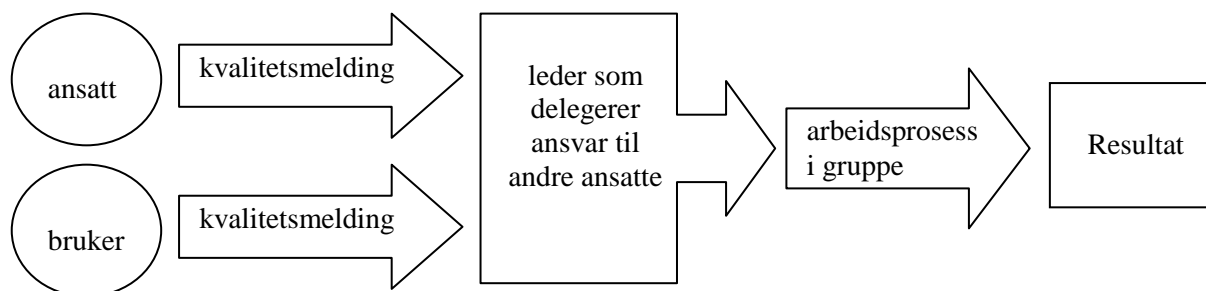 ansatt
kvalitetsmelding
bruker
kvalitetsmelding
leder som
delegerer
ansvar til
andre ansatte
arbeidsprosess
i gruppe
Resultat